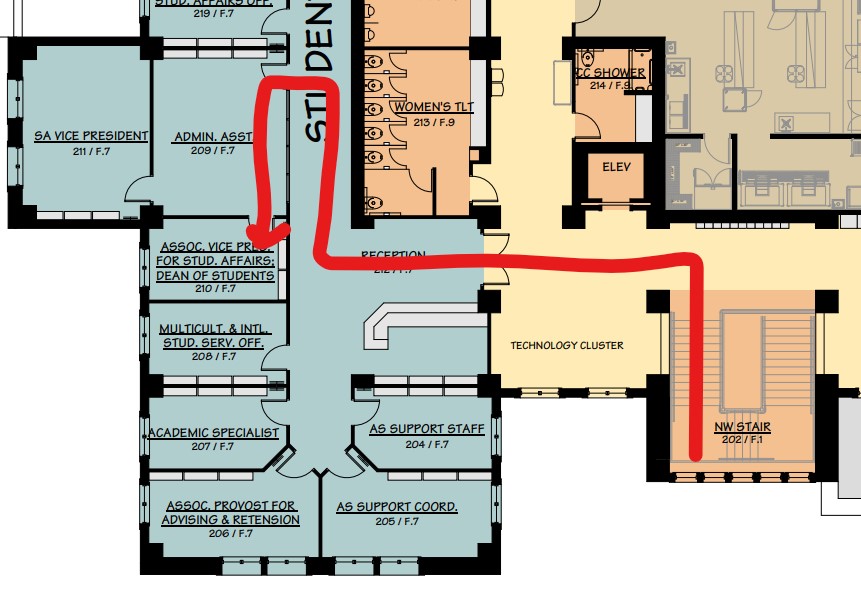 STUD. AFFAIRS OFF.
219 / F.7
STUDENT
SA VICE PRESIDENT
211 / F.7
ADMIN. ASST.
209 / F.7
WOMEN'S TLT
213 / F.9
CC SHOWER
214 / F.9
ELEV
ASSOC. VICE PRES.
FOR STUD. AFFAIRS;
DEAN OF STUDENTS
210 / F.7
RECEPTION
212 / F.7
MULTICULT. & INTL.
STUD. SERV. OFF.
208 / F.7
TECHNOLOGY CLUSTER
ACADEMIC SPECIALIST
207 / F.7
AS SUPPORT STAFF
204 / F.7
NW STAIR
202 / F.1
ASSOC. PROVOST FOR
ADVISING & RETENSION
206 / F.7
AS SUPPORT COORD.
205 / F.7